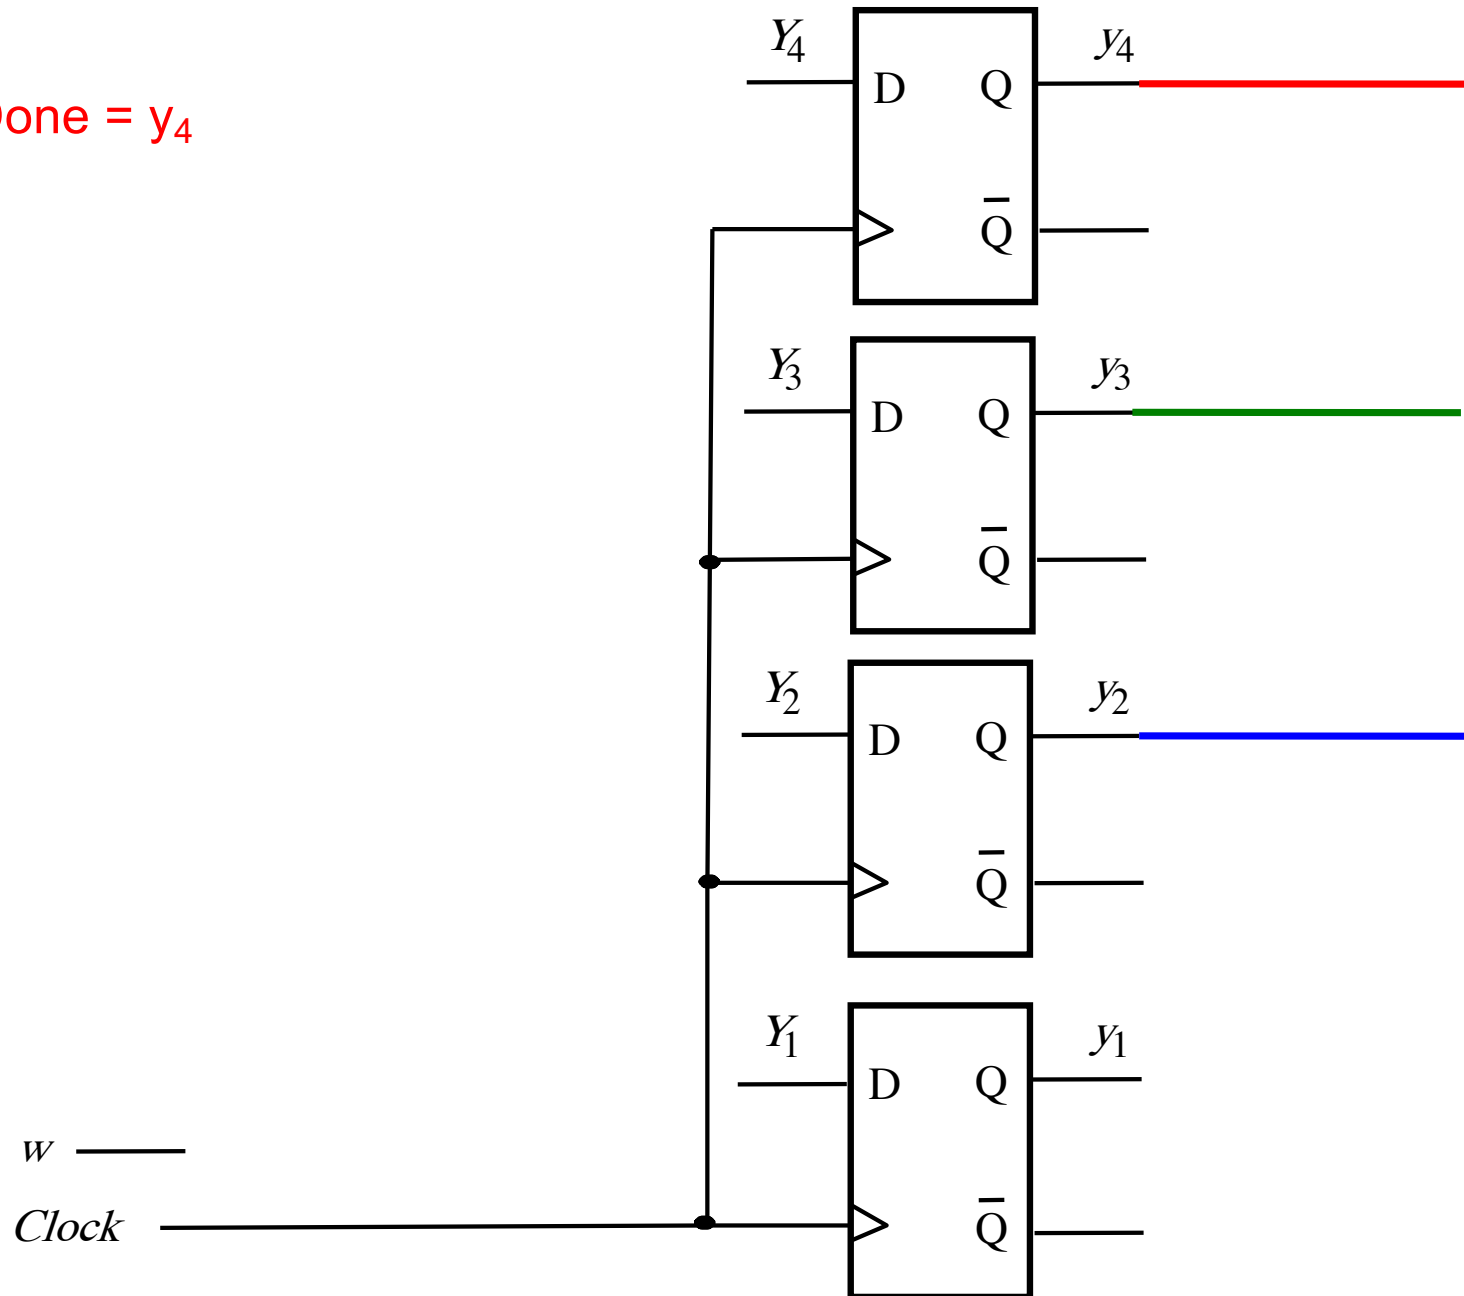 Y4 y4
D Q
one = y4
Q̅
Y3 y3
D Q
Q̅
Y2 y2
D Q
Q̅
Y1 y1
D Q
w
Clock Q̅